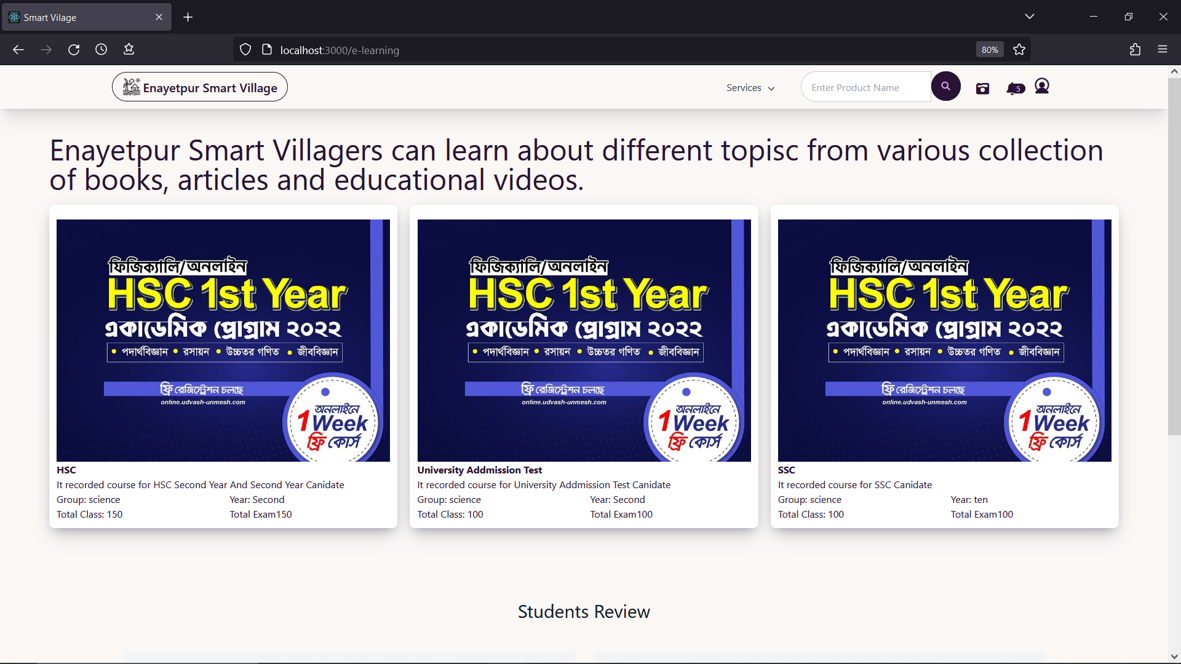 Smart Vilage
localhost:3000/e-learning
80%
Enayetpur Smart Village
Services
Enter Product Name
5
Enayetpur Smart Villagers can learn about different topisc from various collection
of books, articles and educational videos.
ফিজিক্যালি/অনলাইন
HSC 1st Year
একাডেমিক প্রোগ্রাম ২০২২
• পদার্থবিজ্ঞান • রসায়ন • উচ্চতর গণিত • জীববিজ্ঞান
ফ্রি রেজিস্ট্রেশন চলছে
online.udvash-unmesh.com
অনলাইনে
1 Week
ফ্রি কোর্স
HSC
It recorded course for HSC Second Year And Second Year Canidate
Group: science
Year: Second
Total Class: 150
Total Exam150
ফিজিক্যালি/অনলাইন
HSC 1st Year
একাডেমিক প্রোগ্রাম ২০২২
• পদার্থবিজ্ঞান • রসায়ন • উচ্চতর গণিত • জীববিজ্ঞান
ফ্রি রেজিস্ট্রেশন চলছে
online.udvash-unmesh.com
অনলাইনে
1 Week
ফ্রি কোর্স
University Addmission Test
It recorded course for University Addmission Test Canidate
Group: science
Year: Second
Total Class: 100
Total Exam100
ফিজিক্যালি/অনলাইন
HSC 1st Year
একাডেমিক প্রোগ্রাম ২০২২
• পদার্থবিজ্ঞান • রসায়ন • উচ্চতর গণিত • জীববিজ্ঞান
ফ্রি রেজিস্ট্রেশন চলছে
online.udvash-unmesh.com
অনলাইনে
1 Week
ফ্রি কোর্স
SSC
It recorded course for SSC Canidate
Group: science
Year: ten
Total Class: 100
Total Exam100
Students Review